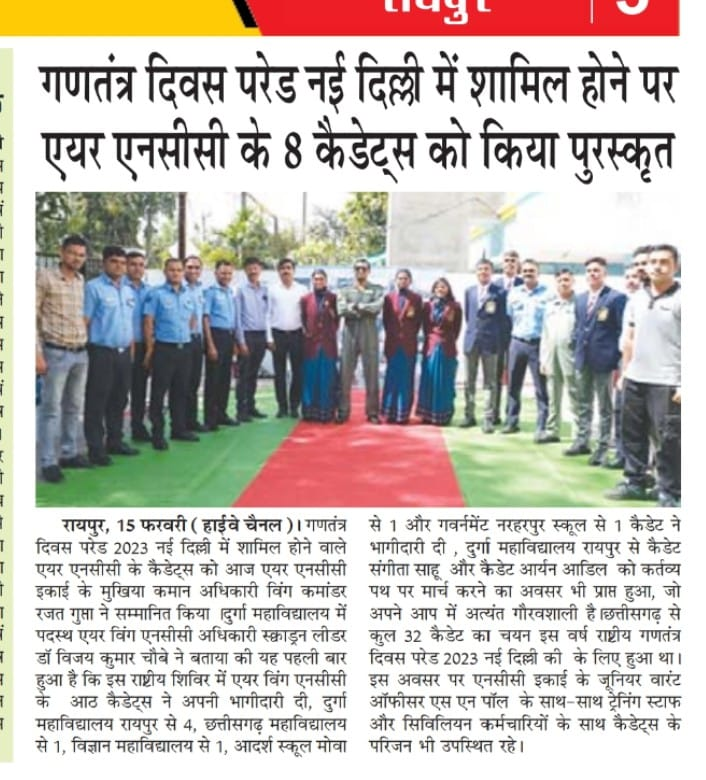 रायपुर
गणतंत्र दिवस परेड नई दिल्ली में शामिल होने पर
एयर एनसीसी के 8 कैडेट्स को किया पुरस्कृत
रायपुर, 15 फरवरी ( हाईवे चैनल )। गणतंत्र
दिवस परेड 2023 नई दिल्ली में शामिल होने वाले
एयर एनसीसी के कैडेट्स को आज एयर एनसीसी
इकाई के मुखिया कमान अधिकारी विंग कमांडर
रजत गुप्ता ने सम्मानित किया ।दुर्गा महाविद्यालय में
पदस्थ एयर विंग एनसीसी अधिकारी स्क्राड्रन लीडर
डॉ विजय कुमार चौबे ने बताया की यह पहली बार
हुआ है कि इस राष्ट्रीय शिविर में एयर विंग एनसीसी
के आठ कैडेट्स ने अपनी भागीदारी दी, दुर्गा
महाविद्यालय रायपुर से 4, छत्तीसगढ़ महाविद्यालय
से 1, विज्ञान महाविद्यालय से 1, आदर्श स्कूल मोवा
से 1 और गवर्नमेंट नरहरपुर स्कूल से 1 कैडेट ने
भागीदारी दी , दुर्गा महाविद्यालय रायपुर से कैडेट
संगीता साहू और कैडेट आर्यन आडिल को कर्तव्य
पथ पर मार्च करने का अवसर भी प्राप्त हुआ, जो
अपने आप में अत्यंत गौरवशाली है।छत्तीसगढ़ से
कुल 32 कैडेट का चयन इस वर्ष राष्ट्रीय गणतंत्र
दिवस परेड 2023 नई दिल्ली की के लिए हुआ था।
इस अवसर पर एनसीसी इकाई के जूनियर वारंट
ऑफीसर एस एन पॉल के साथ-साथ ट्रेनिंग स्टाफ
और सिविलियन कर्मचारियों के साथ कैडेट्स के
परिजन भी उपस्थित रहे।